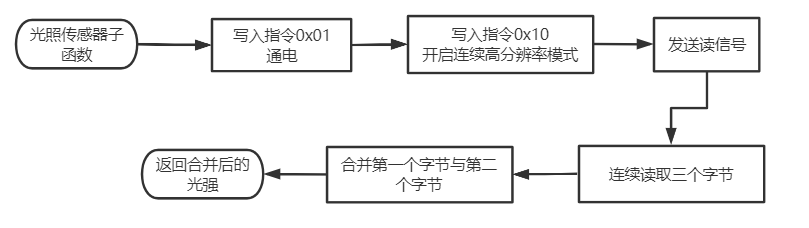 光照传感器子
函数
写入指令0x01
通电
写入指令0x10
开启连续高分辨率模式
发送读信号
连续读取三个字节
合并第一个字节与第二
个字节
返回合并后的
光强